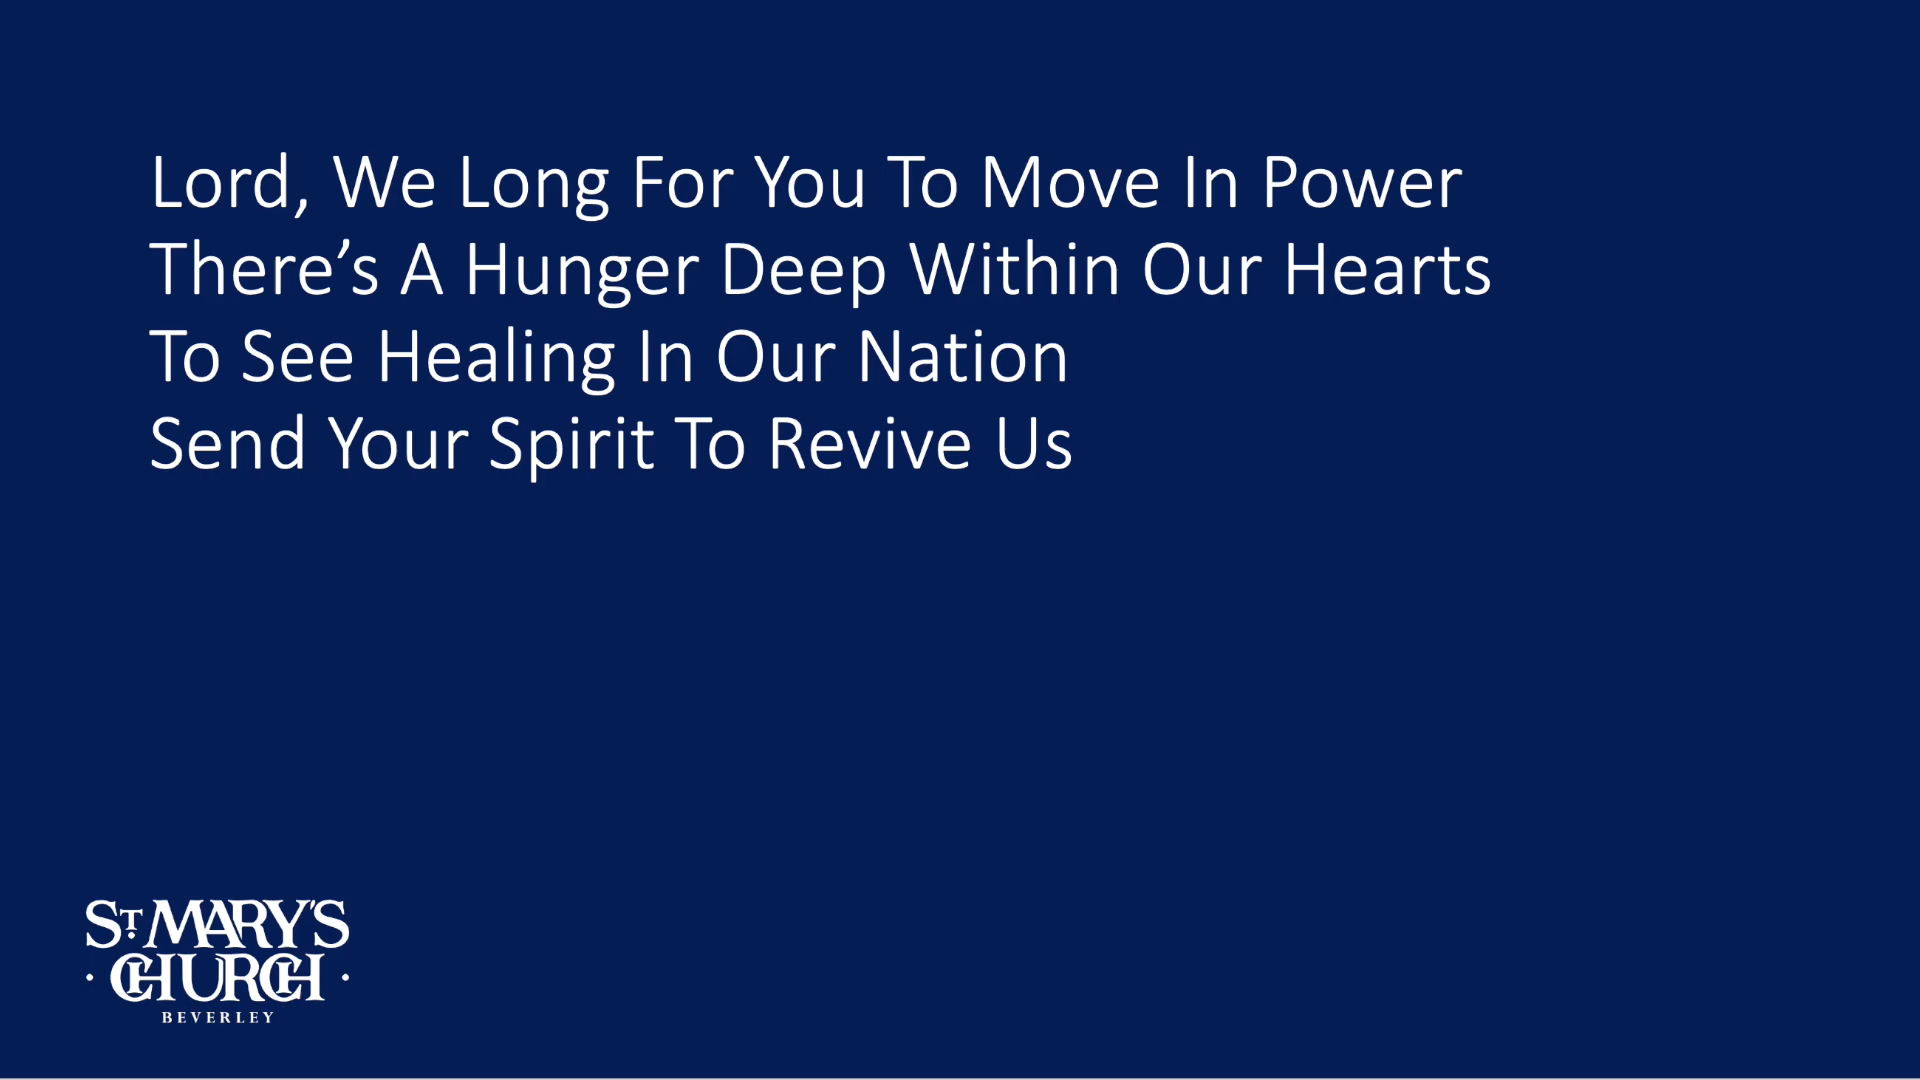 Lord, We Long For You To Move In Power
There’s A Hunger Deep Within Our Hearts
To See Healing In Our Nation
Send Your Spirit To Revive Us
ST. MARY'S
· CHURCH ·
BEVERLEY